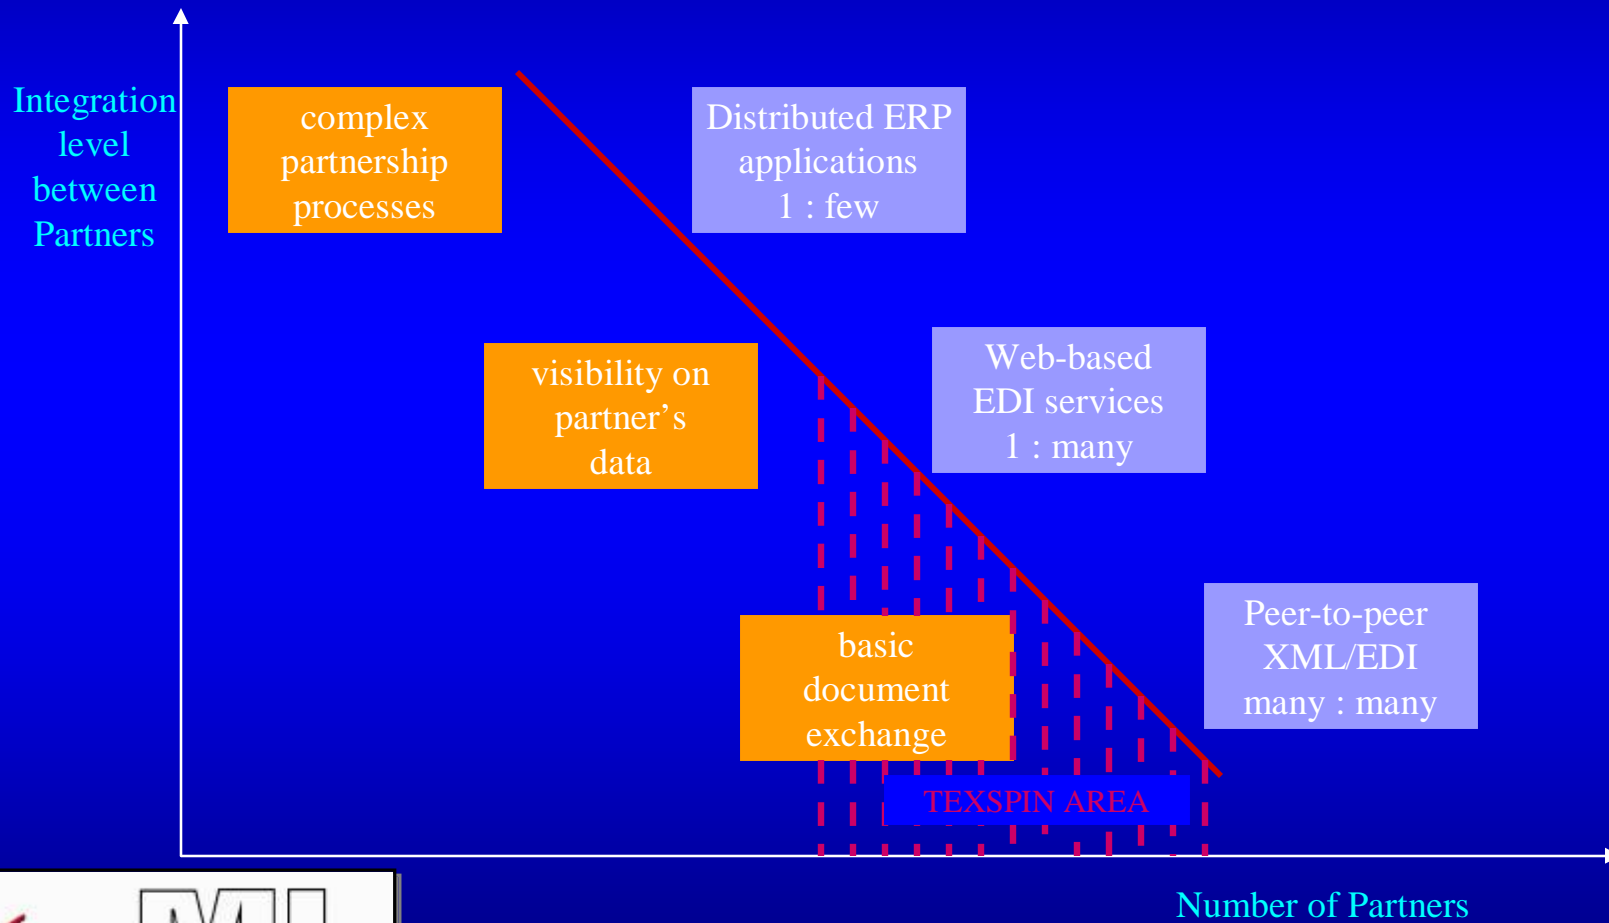 Integration
level
between
Partners
complex
partnership
processes
Distributed ERP
applications
1 : few
visibility on
partner’s
data
Web-based
EDI services
1 : many
basic
document
exchange
Peer-to-peer
XML/EDI
many : many
TEXSPIN AREA
Number of Partners